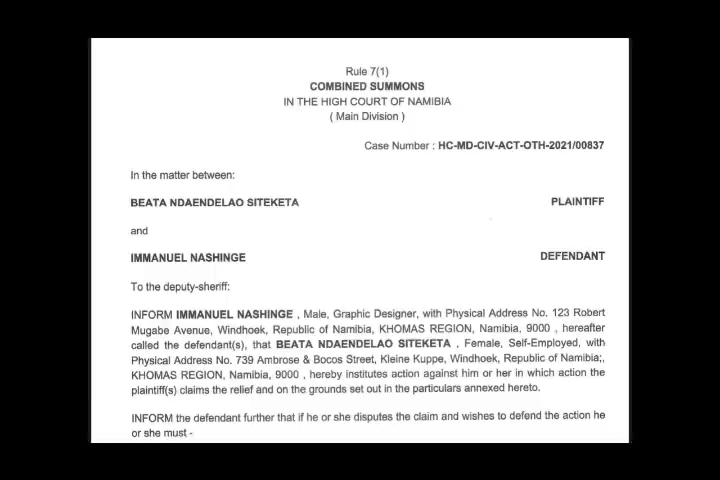 Rule 7(1)
COMBINED SUMMONS
IN THE HIGH COURT OF NAMIBIA
( Main Division )
Case Number : HC-MD-CIV-ACT-OTH-2021/00837
In the matter between:
BEATA NDAENDELAO SITEKETA PLAINTIFF
and
IMMANUEL NASHINGE DEFENDANT
To the deputy-sheriff:
INFORM IMMANUEL NASHINGE , Male, Graphic Designer, with Physical Address No. 123 Robert
Mugabe Avenue, Windhoek, Republic of Namibia, KHOMAS REGION, Namibia, 9000 , hereafter
called the defendant(s), that BEATA NDAENDELAO SITEKETA , Female, Self-Employed, with
Physical Address No. 739 Ambrose & Bocos Street, Kleine Kuppe, Windhoek, Republic of Namibia;,
KHOMAS REGION, Namibia, 9000 , hereby institutes action against him or her in which action the
plaintiff(s) claims the relief and on the grounds set out in the particulars annexed hereto.
INFORM the defendant further that if he or she disputes the claim and wishes to defend the action he
or she must -